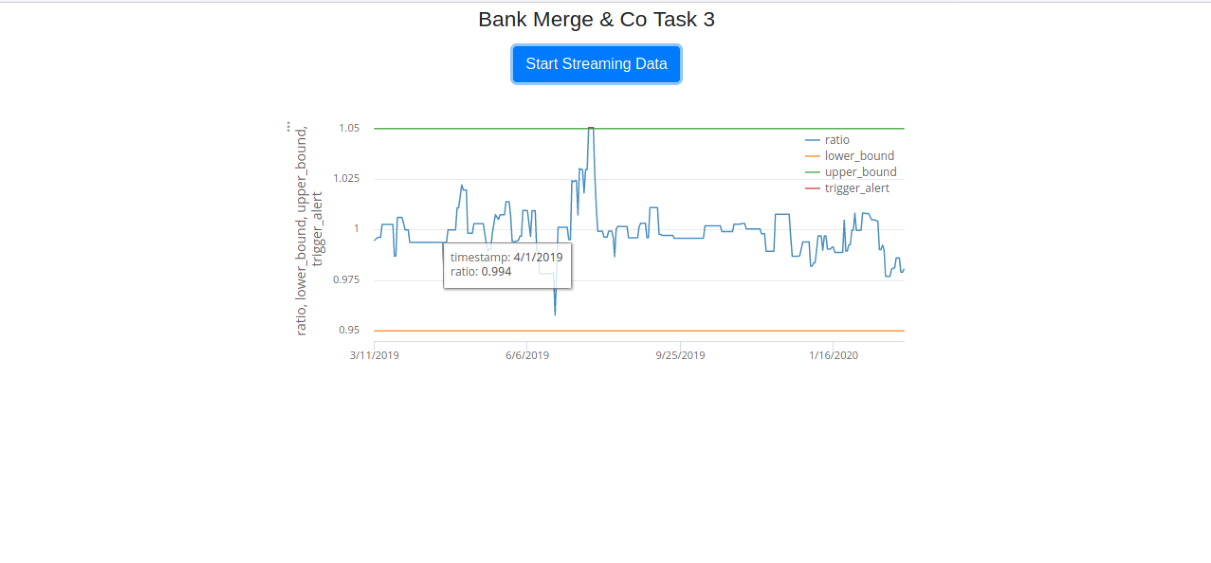 Bank Merge & Co Task 3
Start Streaming Data
ratio, lower_bound, upper_bound,
trigger_alert
1.05
1.025
1
0.975
0.95
ratio
lower_bound
upper_bound
trigger_alert
timestamp: 4/1/2019
ratio: 0.994
3/11/2019
6/6/2019
9/25/2019
1/16/2020